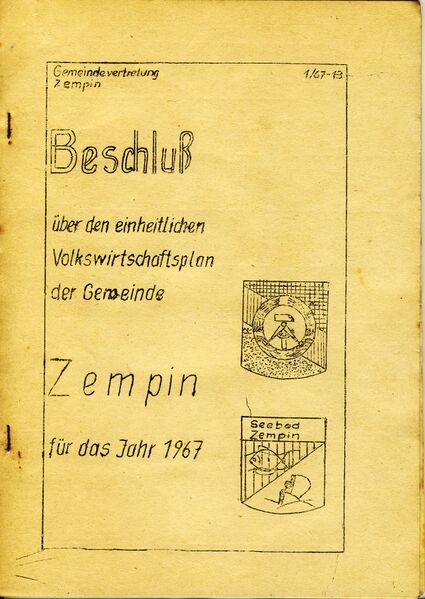 Gemeindevertretung
Zempin
1/67-13
Beschluß
über den einheitlichen
Volkswirtschaftsplan
der Gemeinde
Zempin
für das Jahr 1967
Seebad
Zempin